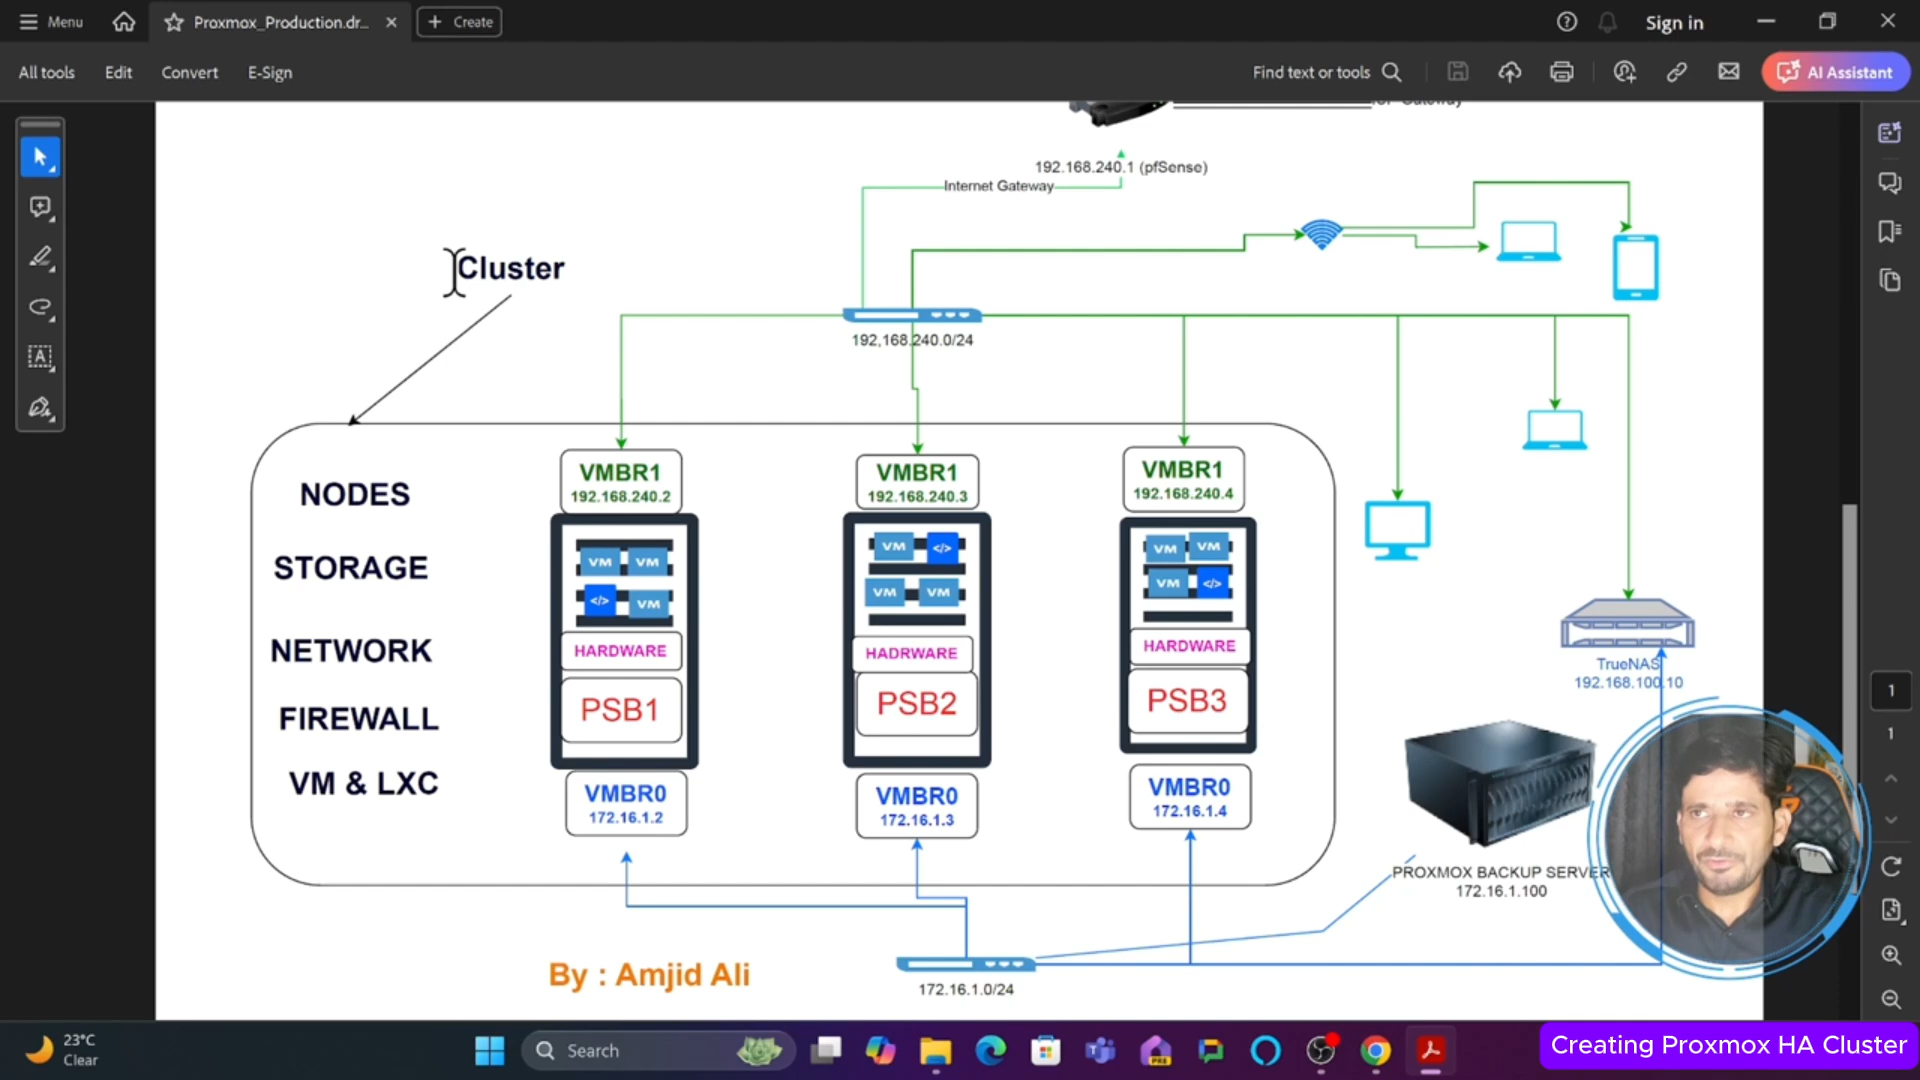 Menu
Proxmox_Production.dr...
Create
Sign in
All tools
Edit
Convert
E-Sign
Find text or tools
AI Assistant
for Gateway
192.168.240.1 (pfSense)
Internet Gateway
Cluster
192,168.240.0/24
NODES
STORAGE
NETWORK
FIREWALL
VM & LXC
VMBR1
192.168.240.2
VM VM
</> VM
HARDWARE
PSB1
VMBR0
172.16.1.2
VMBR1
192.168.240.3
VM </>
VM VM
HADRWARE
PSB2
VMBR0
172.16.1.3
VMBR1
192.168.240.4
VM VM
VM </>
HARDWARE
PSB3
VMBR0
172.16.1.4
TrueNAS
192.168.100.10
PROXMOX BACKUP SERVER
172.16.1.100
By : Amjid Ali
172.16.1.0/24
1
1
23°C
Clear
Search
PRE
Creating Proxmox HA Cluster